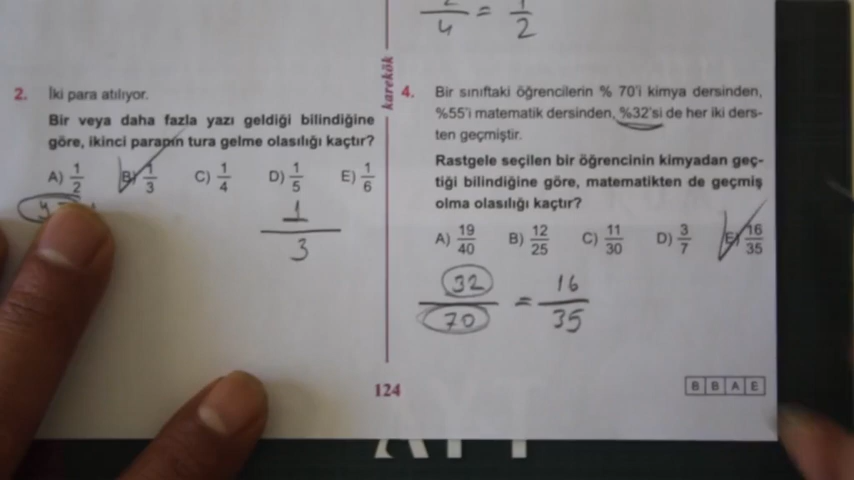 2. İki para atılıyor.
Bir veya daha fazla yazı geldiği bilindiğine
göre, ikinci paranın tura gelme olasılığı kaçtır?
A) 1/2 B) 1/3 C) 1/4 D) 1/5 E) 1/6
1/3
karekök
/4 = 1/2
4. Bir sınıftaki öğrencilerin % 70'i kimya dersinden,
%55'i matematik dersinden, %32'si de her iki ders-
ten geçmiştir.
Rastgele seçilen bir öğrencinin kimyadan geç-
tiği bilindiğine göre, matematikten de geçmiş
olma olasılığı kaçtır?
A) 19/40 B) 12/25 C) 11/30 D) 3/7 E) 16/35
32/70 = 16/35
124
B B A E